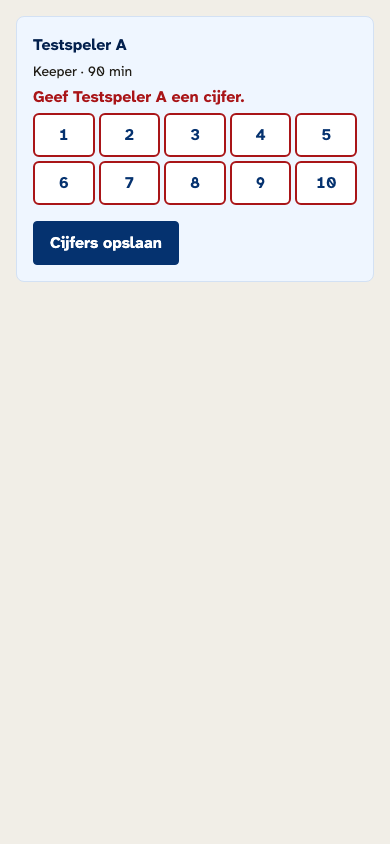 Testspeler A
Keeper · 90 min
Geef Testspeler A een cijfer.
1 2 3 4 5
6 7 8 9 10
Cijfers opslaan